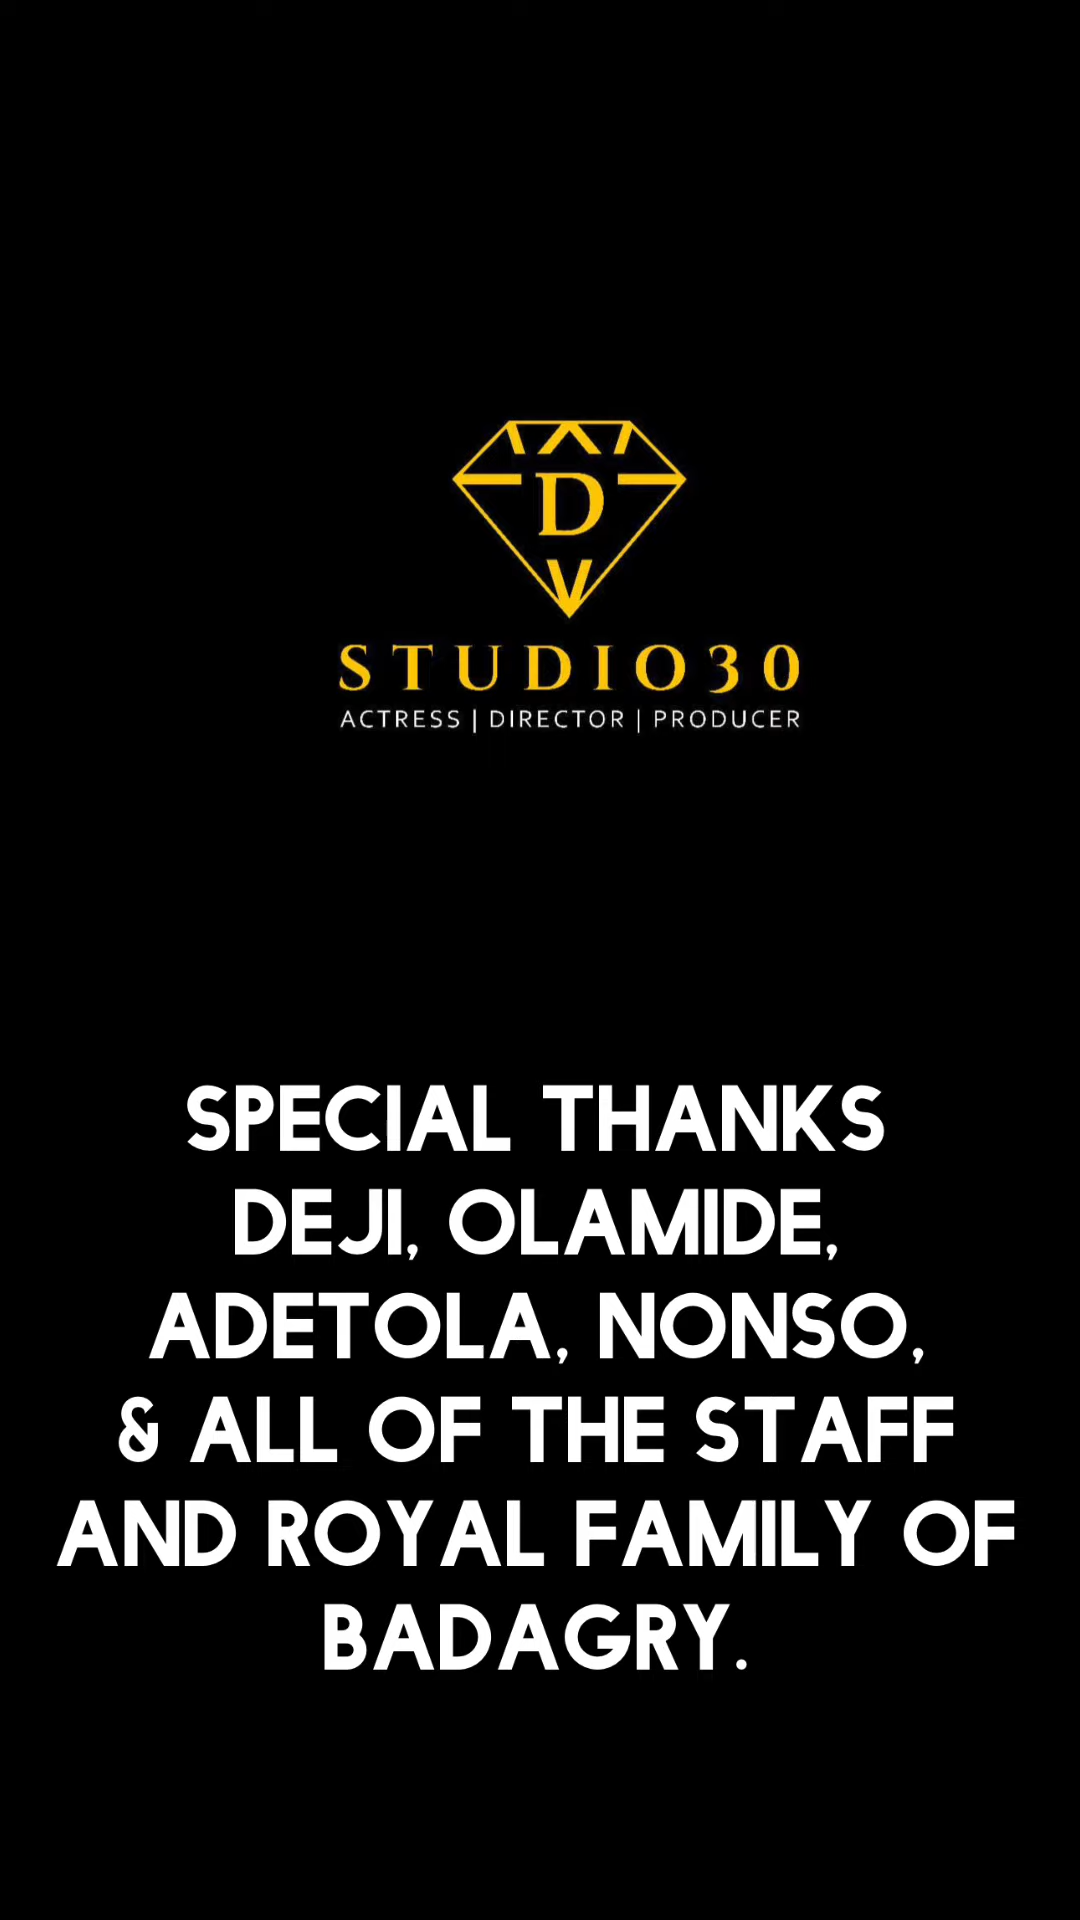 D
STUDIO30
ACTRESS | DIRECTOR | PRODUCER
SPECIAL THANKS
DEJI, OLAMIDE,
ADETOLA, NONSO,
& ALL OF THE STAFF
AND ROYAL FAMILY OF
BADAGRY.